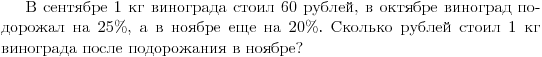 В сентябре 1 кг винограда стоил 60 рублей, в октябре виноград по-
дорожал на 25%, а в ноябре еще на 20%. Сколько рублей стоил 1 кг
винограда после подорожания в ноябре?